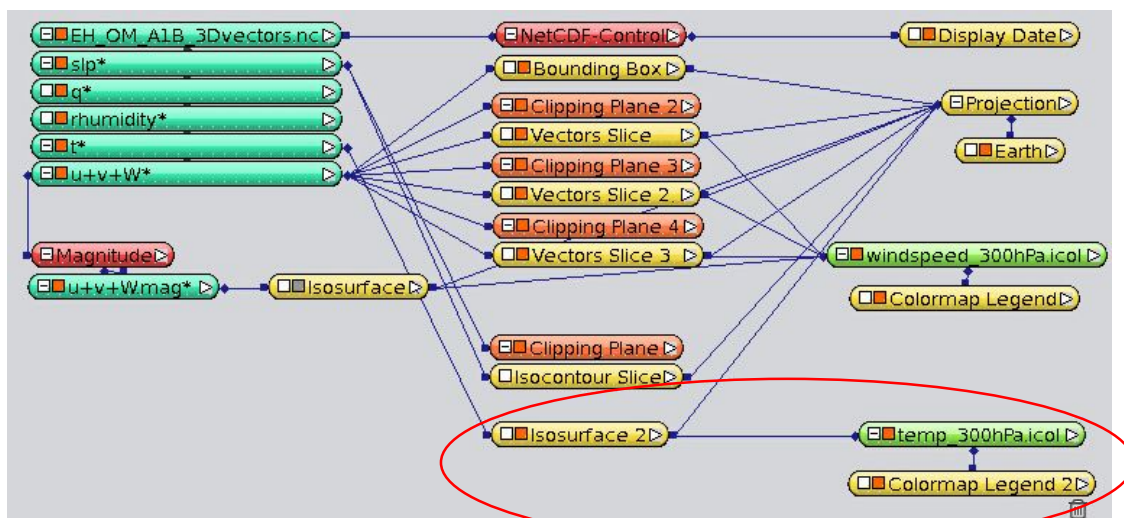 EH_OM_A1B_3Dvectors.nc
NetCDF-Control
Display Date
slp*
Bounding Box
q*
Clipping Plane 2
Projection
rhumidity*
Vectors Slice
t*
Clipping Plane 3
Earth
u+v+W*
Vectors Slice 2
Clipping Plane 4
Magnitude
Vectors Slice 3
windspeed_300hPa.icol
u+v+W.mag*
Isosurface
Colormap Legend
Clipping Plane
Isocontour Slice
Isosurface 2
temp_300hPa.icol
Colormap Legend 2